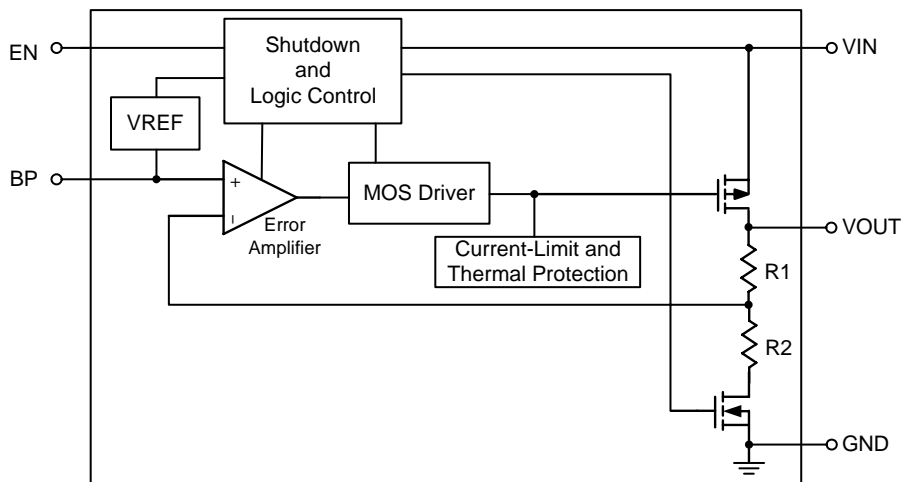 EN
Shutdown
and
Logic Control
VIN
VREF
BP
+
−
Error
Amplifier
MOS Driver
Current-Limit and
Thermal Protection
VOUT
R1
R2
GND